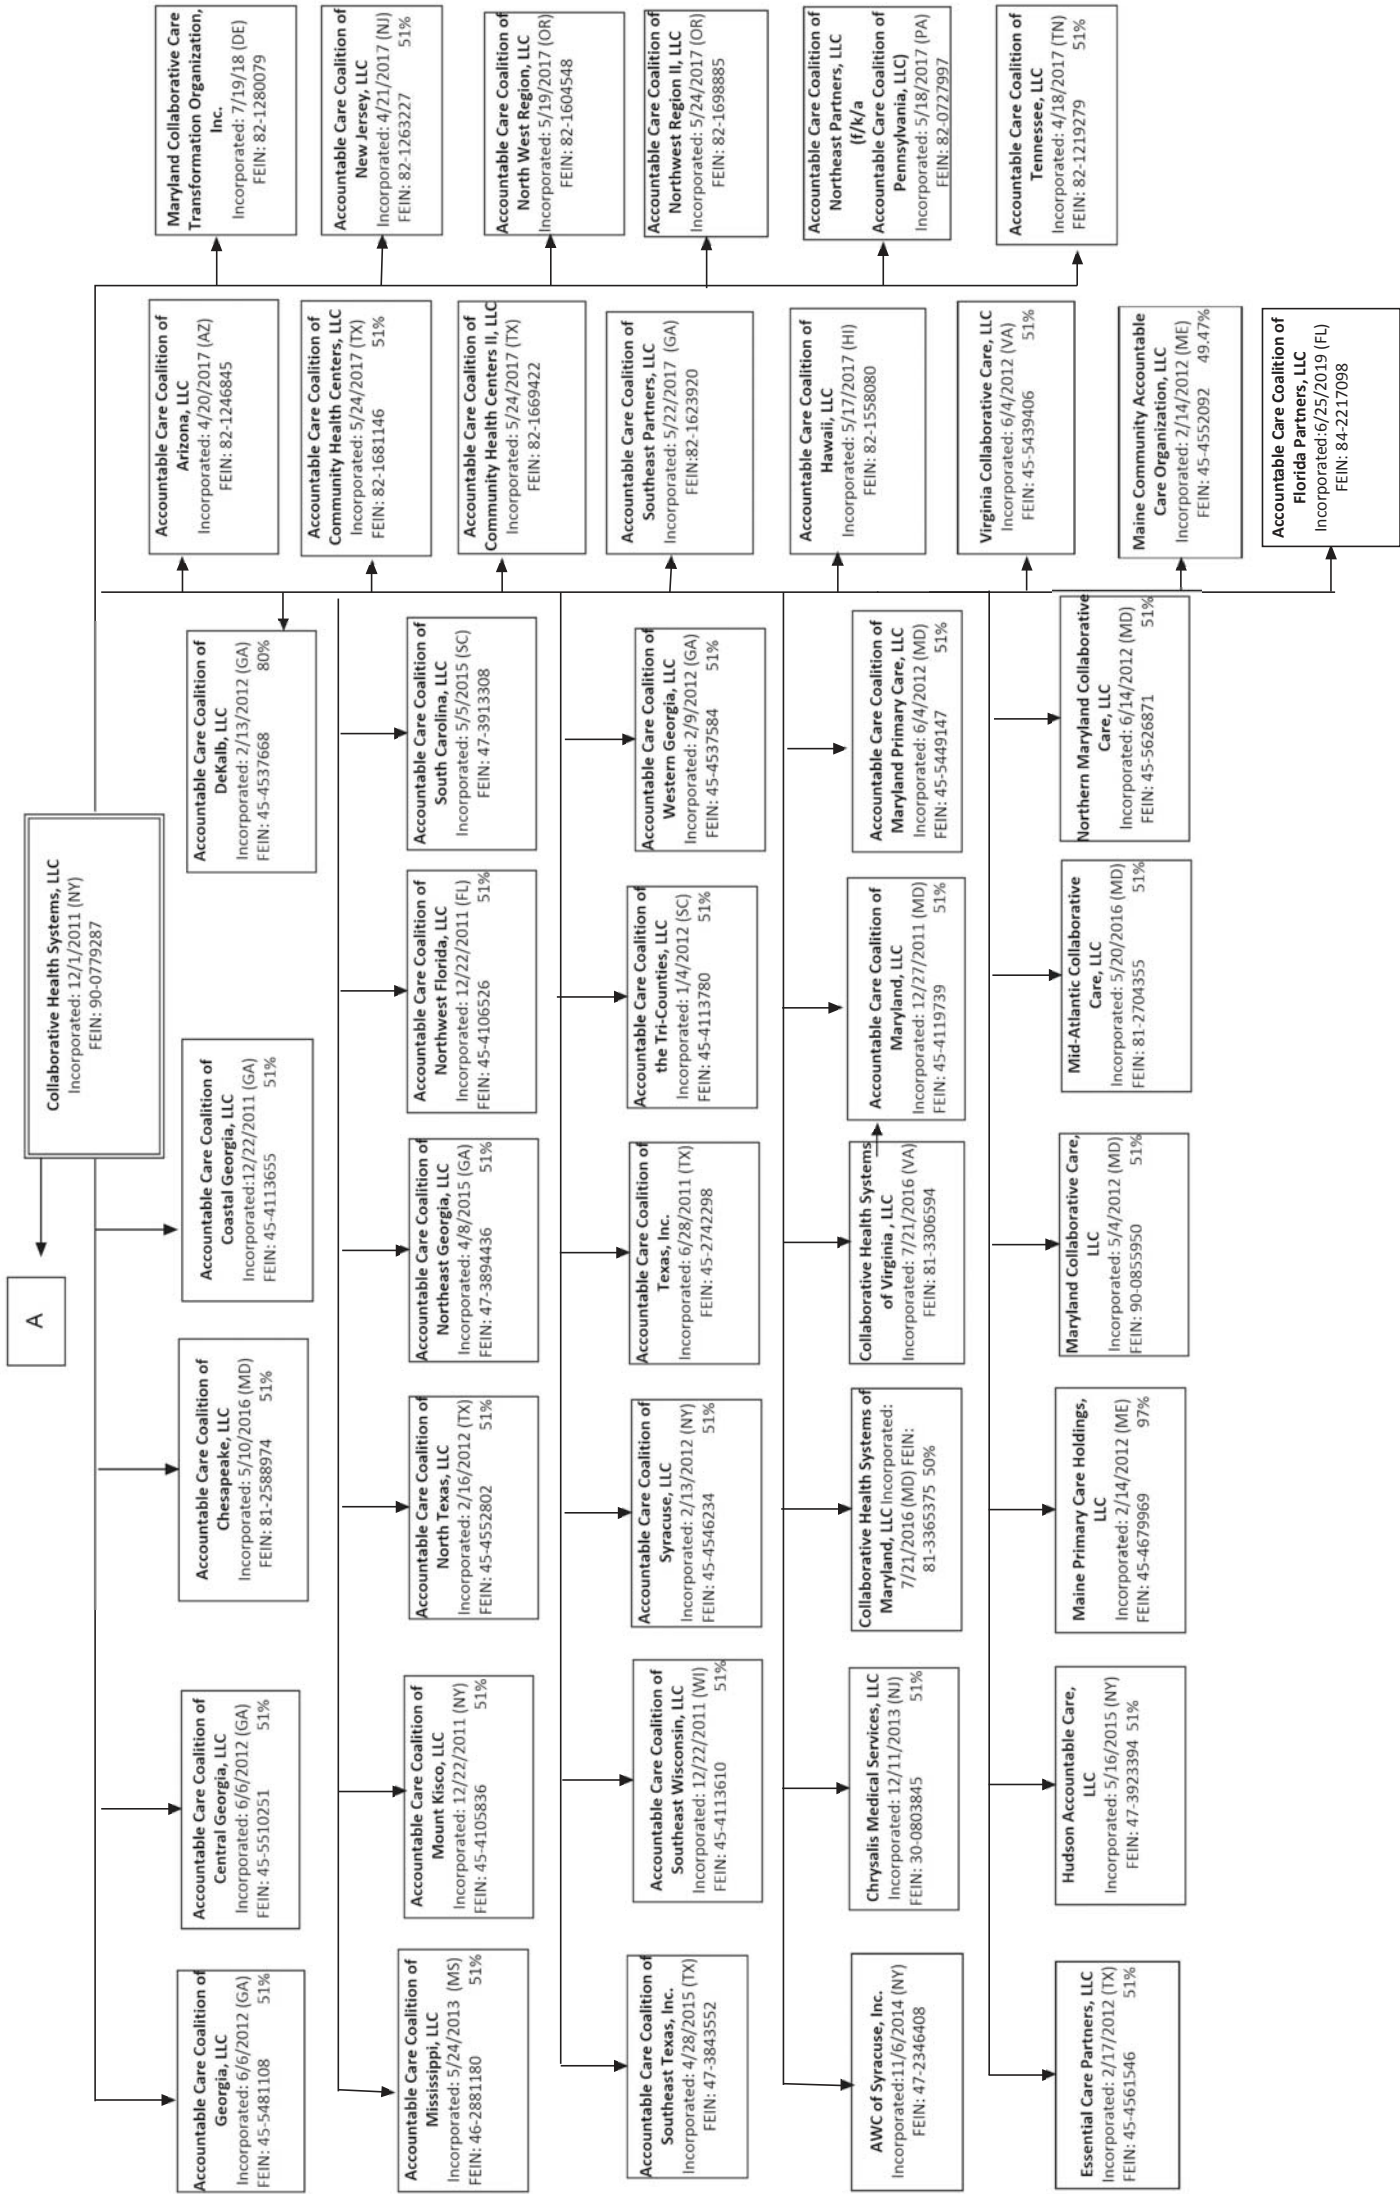 A
Collaborative Health Systems, LLC
Incorporated: 12/1/2011 (NY)
FEIN: 90-0779287
Accountable Care Coalition of
Georgia, LLC
Incorporated: 6/6/2012 (GA)
FEIN: 45-5481108 51%
Accountable Care Coalition of
Central Georgia, LLC
Incorporated: 6/6/2012 (GA)
FEIN: 45-5510251 51%
Accountable Care Coalition of
Chesapeake, LLC
Incorporated: 5/10/2016 (MD)
FEIN: 81-2588974 51%
Accountable Care Coalition of
Coastal Georgia, LLC
Incorporated:12/22/2011 (GA)
FEIN: 45-4113655 51%
Accountable Care Coalition of
DeKalb, LLC
Incorporated: 2/13/2012 (GA)
FEIN: 45-4537668 80%
Accountable Care Coalition of
Mississippi, LLC
Incorporated: 5/24/2013 (MS)
FEIN: 46-2881180 51%
Accountable Care Coalition of
Mount Kisco, LLC
Incorporated: 12/22/2011 (NY)
FEIN: 45-4105836 51%
Accountable Care Coalition of
North Texas, LLC
Incorporated: 2/16/2012 (TX)
FEIN: 45-4552802 51%
Accountable Care Coalition of
Northeast Georgia, LLC
Incorporated: 4/8/2015 (GA)
FEIN: 47-3894436 51%
Accountable Care Coalition of
Northwest Florida, LLC
Incorporated: 12/22/2011 (FL)
FEIN: 45-4106526 51%
Accountable Care Coalition of
South Carolina, LLC
Incorporated: 5/5/2015 (SC)
FEIN: 47-3913308
Accountable Care Coalition of
Southeast Texas, Inc.
Incorporated: 4/28/2015 (TX)
FEIN: 47-3843552
Accountable Care Coalition of
Southeast Wisconsin, LLC
Incorporated: 12/22/2011 (WI)
FEIN: 45-4113610 51%
Accountable Care Coalition of
Syracuse, LLC
Incorporated: 2/13/2012 (NY)
FEIN: 45-4546234 51%
Accountable Care Coalition of
Texas, Inc.
Incorporated: 6/28/2011 (TX)
FEIN: 45-2742298
Accountable Care Coalition of
the Tri-Counties, LLC
Incorporated: 1/4/2012 (SC)
FEIN: 45-4113780 51%
Accountable Care Coalition of
Western Georgia, LLC
Incorporated: 2/9/2012 (GA)
FEIN: 45-4537584 51%
AWC of Syracuse, Inc.
Incorporated:11/6/2014 (NY)
FEIN: 47-2346408
Chrysalis Medical Services, LLC
Incorporated: 12/11/2013 (NJ)
FEIN: 30-0803845 51%
Collaborative Health Systems of
Maryland, LLC Incorporated:
7/21/2016 (MD) FEIN:
81-3365375 50%
Collaborative Health Systems
of Virginia , LLC
Incorporated: 7/21/2016 (VA)
FEIN: 81-3306594
Accountable Care Coalition of
Maryland, LLC
Incorporated: 12/27/2011 (MD)
FEIN: 45-4119739 51%
Accountable Care Coalition of
Maryland Primary Care, LLC
Incorporated: 6/4/2012 (MD)
FEIN: 45-5449147 51%
Essential Care Partners, LLC
Incorporated: 2/17/2012 (TX)
FEIN: 45-4561546 51%
Hudson Accountable Care,
LLC
Incorporated: 5/16/2015 (NY)
FEIN: 47-3923394 51%
Maine Primary Care Holdings,
LLC
Incorporated: 2/14/2012 (ME)
FEIN: 45-4679969 97%
Maryland Collaborative Care,
LLC
Incorporated: 5/4/2012 (MD)
FEIN: 90-0855950 51%
Mid-Atlantic Collaborative
Care, LLC
Incorporated: 5/20/2016 (MD)
FEIN: 81-2704355 51%
Northern Maryland Collaborative
Care, LLC
Incorporated: 6/14/2012 (MD)
FEIN: 45-5626871 51%
Accountable Care Coalition of
Arizona, LLC
Incorporated: 4/20/2017 (AZ)
FEIN: 82-1246845
Accountable Care Coalition of
Community Health Centers, LLC
Incorporated: 5/24/2017 (TX)
FEIN: 82-1681146 51%
Accountable Care Coalition of
Community Health Centers II, LLC
Incorporated: 5/24/2017 (TX)
FEIN: 82-1669422
Accountable Care Coalition of
Southeast Partners, LLC
Incorporated: 5/22/2017 (GA)
FEIN:82-1623920
Accountable Care Coalition of
Hawaii, LLC
Incorporated: 5/17/2017 (HI)
FEIN: 82-1558080
Virginia Collaborative Care, LLC
Incorporated: 6/4/2012 (VA)
FEIN: 45-5439406 51%
Maine Community Accountable
Care Organization, LLC
Incorporated: 2/14/2012 (ME)
FEIN: 45-4552092 49.47%
Accountable Care Coalition of
Florida Partners, LLC
Incorporated:6/25/2019 (FL)
FEIN: 84-2217098
Maryland Collaborative Care
Transformation Organization,
Inc.
Incorporated: 7/19/18 (DE)
FEIN: 82-1280079
Accountable Care Coalition of
New Jersey, LLC
Incorporated: 4/21/2017 (NJ)
FEIN: 82-1263227 51%
Accountable Care Coalition of
North West Region, LLC
Incorporated: 5/19/2017 (OR)
FEIN: 82-1604548
Accountable Care Coalition of
Northwest Region II, LLC
Incorporated: 5/24/2017 (OR)
FEIN: 82-1698885
Accountable Care Coalition of
Northeast Partners, LLC
(f/k/a
Accountable Care Coalition of
Pennsylvania, LLC)
Incorporated: 5/18/2017 (PA)
FEIN: 82-0727997
Accountable Care Coalition of
Tennessee, LLC
Incorporated: 4/18/2017 (TN)
FEIN: 82-1219279 51%